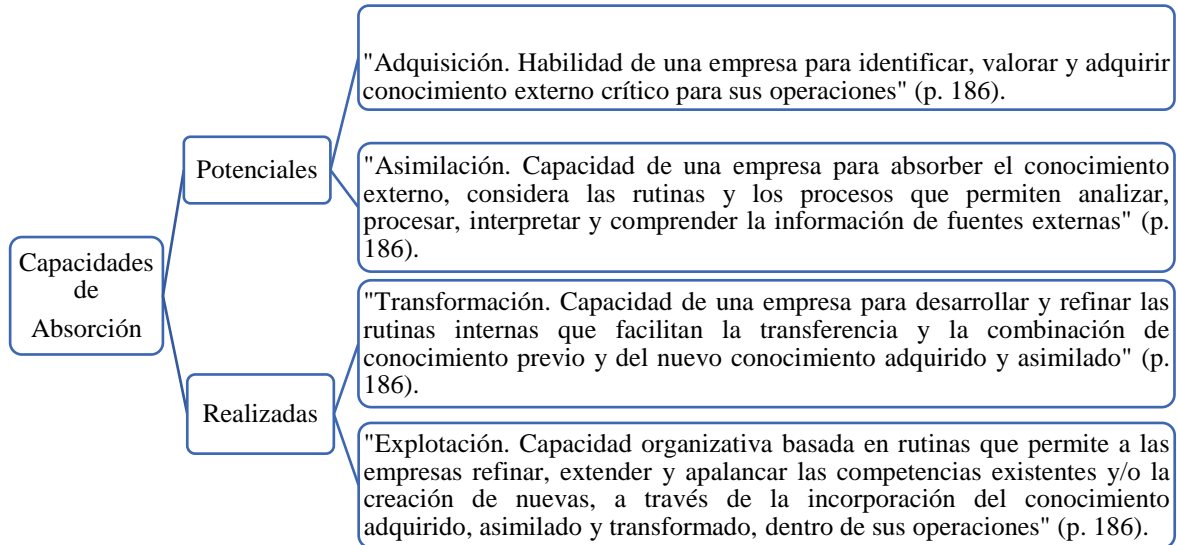 "Adquisición. Habilidad de una empresa para identificar, valorar y adquirir
conocimiento externo crítico para sus operaciones" (p. 186).
Potenciales
"Asimilación. Capacidad de una empresa para absorber el conocimiento
externo, considera las rutinas y los procesos que permiten analizar,
procesar, interpretar y comprender la información de fuentes externas" (p.
186).
Capacidades
de
Absorción
"Transformación. Capacidad de una empresa para desarrollar y refinar las
rutinas internas que facilitan la transferencia y la combinación de
conocimiento previo y del nuevo conocimiento adquirido y asimilado" (p.
186).
Realizadas
"Explotación. Capacidad organizativa basada en rutinas que permite a las
empresas refinar, extender y apalancar las competencias existentes y/o la
creación de nuevas, a través de la incorporación del conocimiento
adquirido, asimilado y transformado, dentro de sus operaciones" (p. 186).